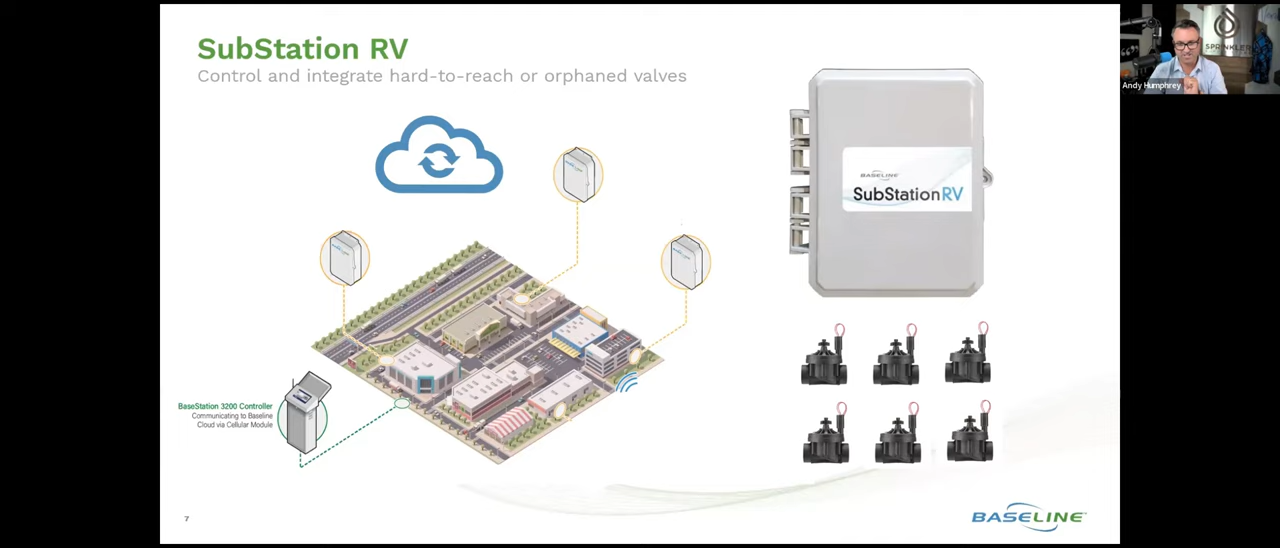 SubStation RV
Control and integrate hard-to-reach or orphaned valves
SPRINKLER
Andy Humphrey
BASELINE
SubStationRV
BaseStation 3200 Controller
Communicating to Baseline
Cloud via Cellular Module
7
BASELINE